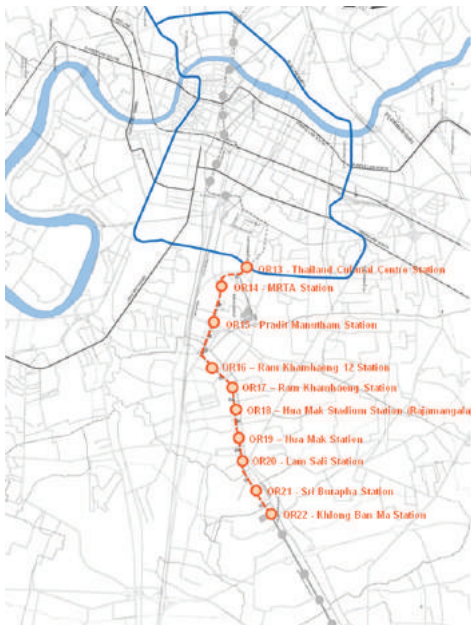 OR13 - Thailand Cultural Centre Station
OR14 - MRTA Station
OR15 - Pradit Manutham Station
OR16 – Ram Khamhaeng 12 Station
OR17 – Ram Khamhaeng Station
OR18 – Hua Mak Stadium Station (Rajamangala
OR19 – Hua Mak Station
OR20 – Lam Sali Station
OR21 - Sri Burapha Station
OR22 - Khlong Ban Ma Station